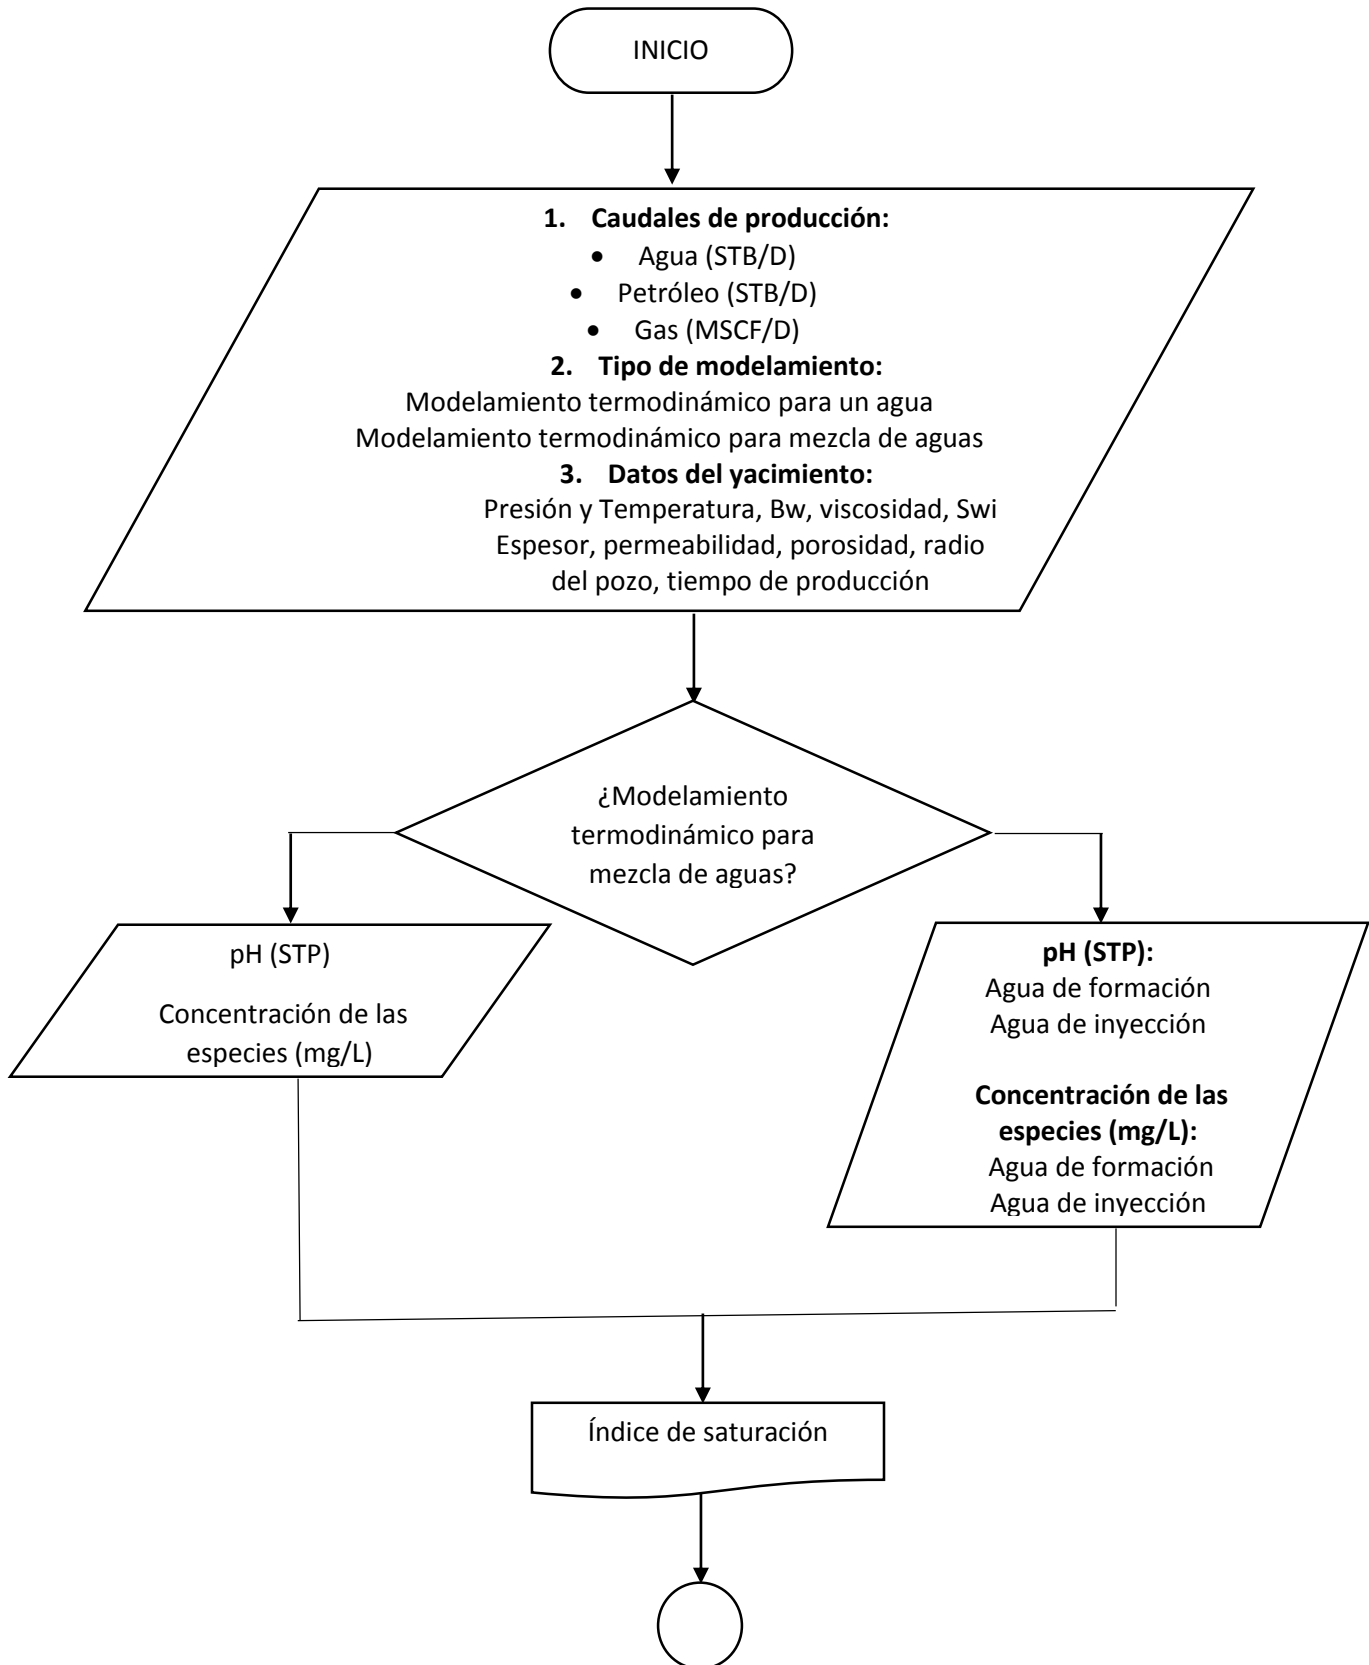 INICIO
1. Caudales de producción:
• Agua (STB/D)
• Petróleo (STB/D)
• Gas (MSCF/D)
2. Tipo de modelamiento:
Modelamiento termodinámico para un agua
Modelamiento termodinámico para mezcla de aguas
3. Datos del yacimiento:
Presión y Temperatura, Bw, viscosidad, Swi
Espesor, permeabilidad, porosidad, radio
del pozo, tiempo de producción
¿Modelamiento
termodinámico para
mezcla de aguas?
pH (STP)
Concentración de las
especies (mg/L)
pH (STP):
Agua de formación
Agua de inyección
Concentración de las
especies (mg/L):
Agua de formación
Agua de inyección
Índice de saturación